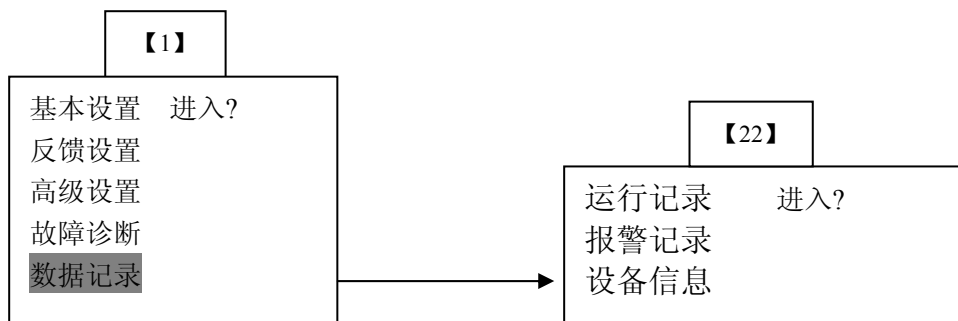 【1】
基本设置 进入?
反馈设置
高级设置
故障诊断
数据记录
【22】
运行记录 进入?
报警记录
设备信息